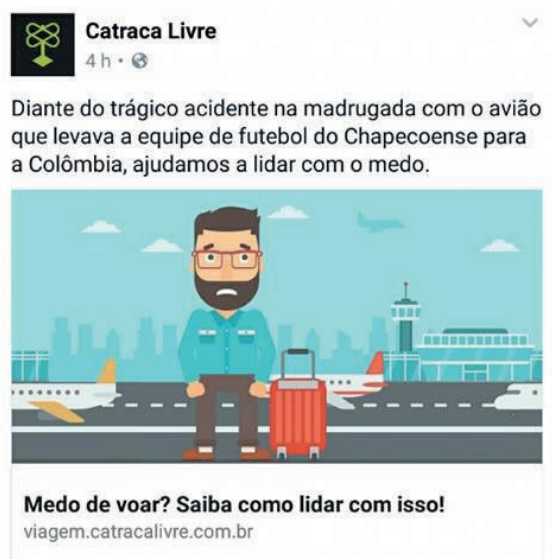 Catraca Livre
4 h •
Diante do trágico acidente na madrugada com o avião
que levava a equipe de futebol do Chapecoense para
a Colômbia, ajudamos a lidar com o medo.
Medo de voar? Saiba como lidar com isso!
viagem.catracalivre.com.br